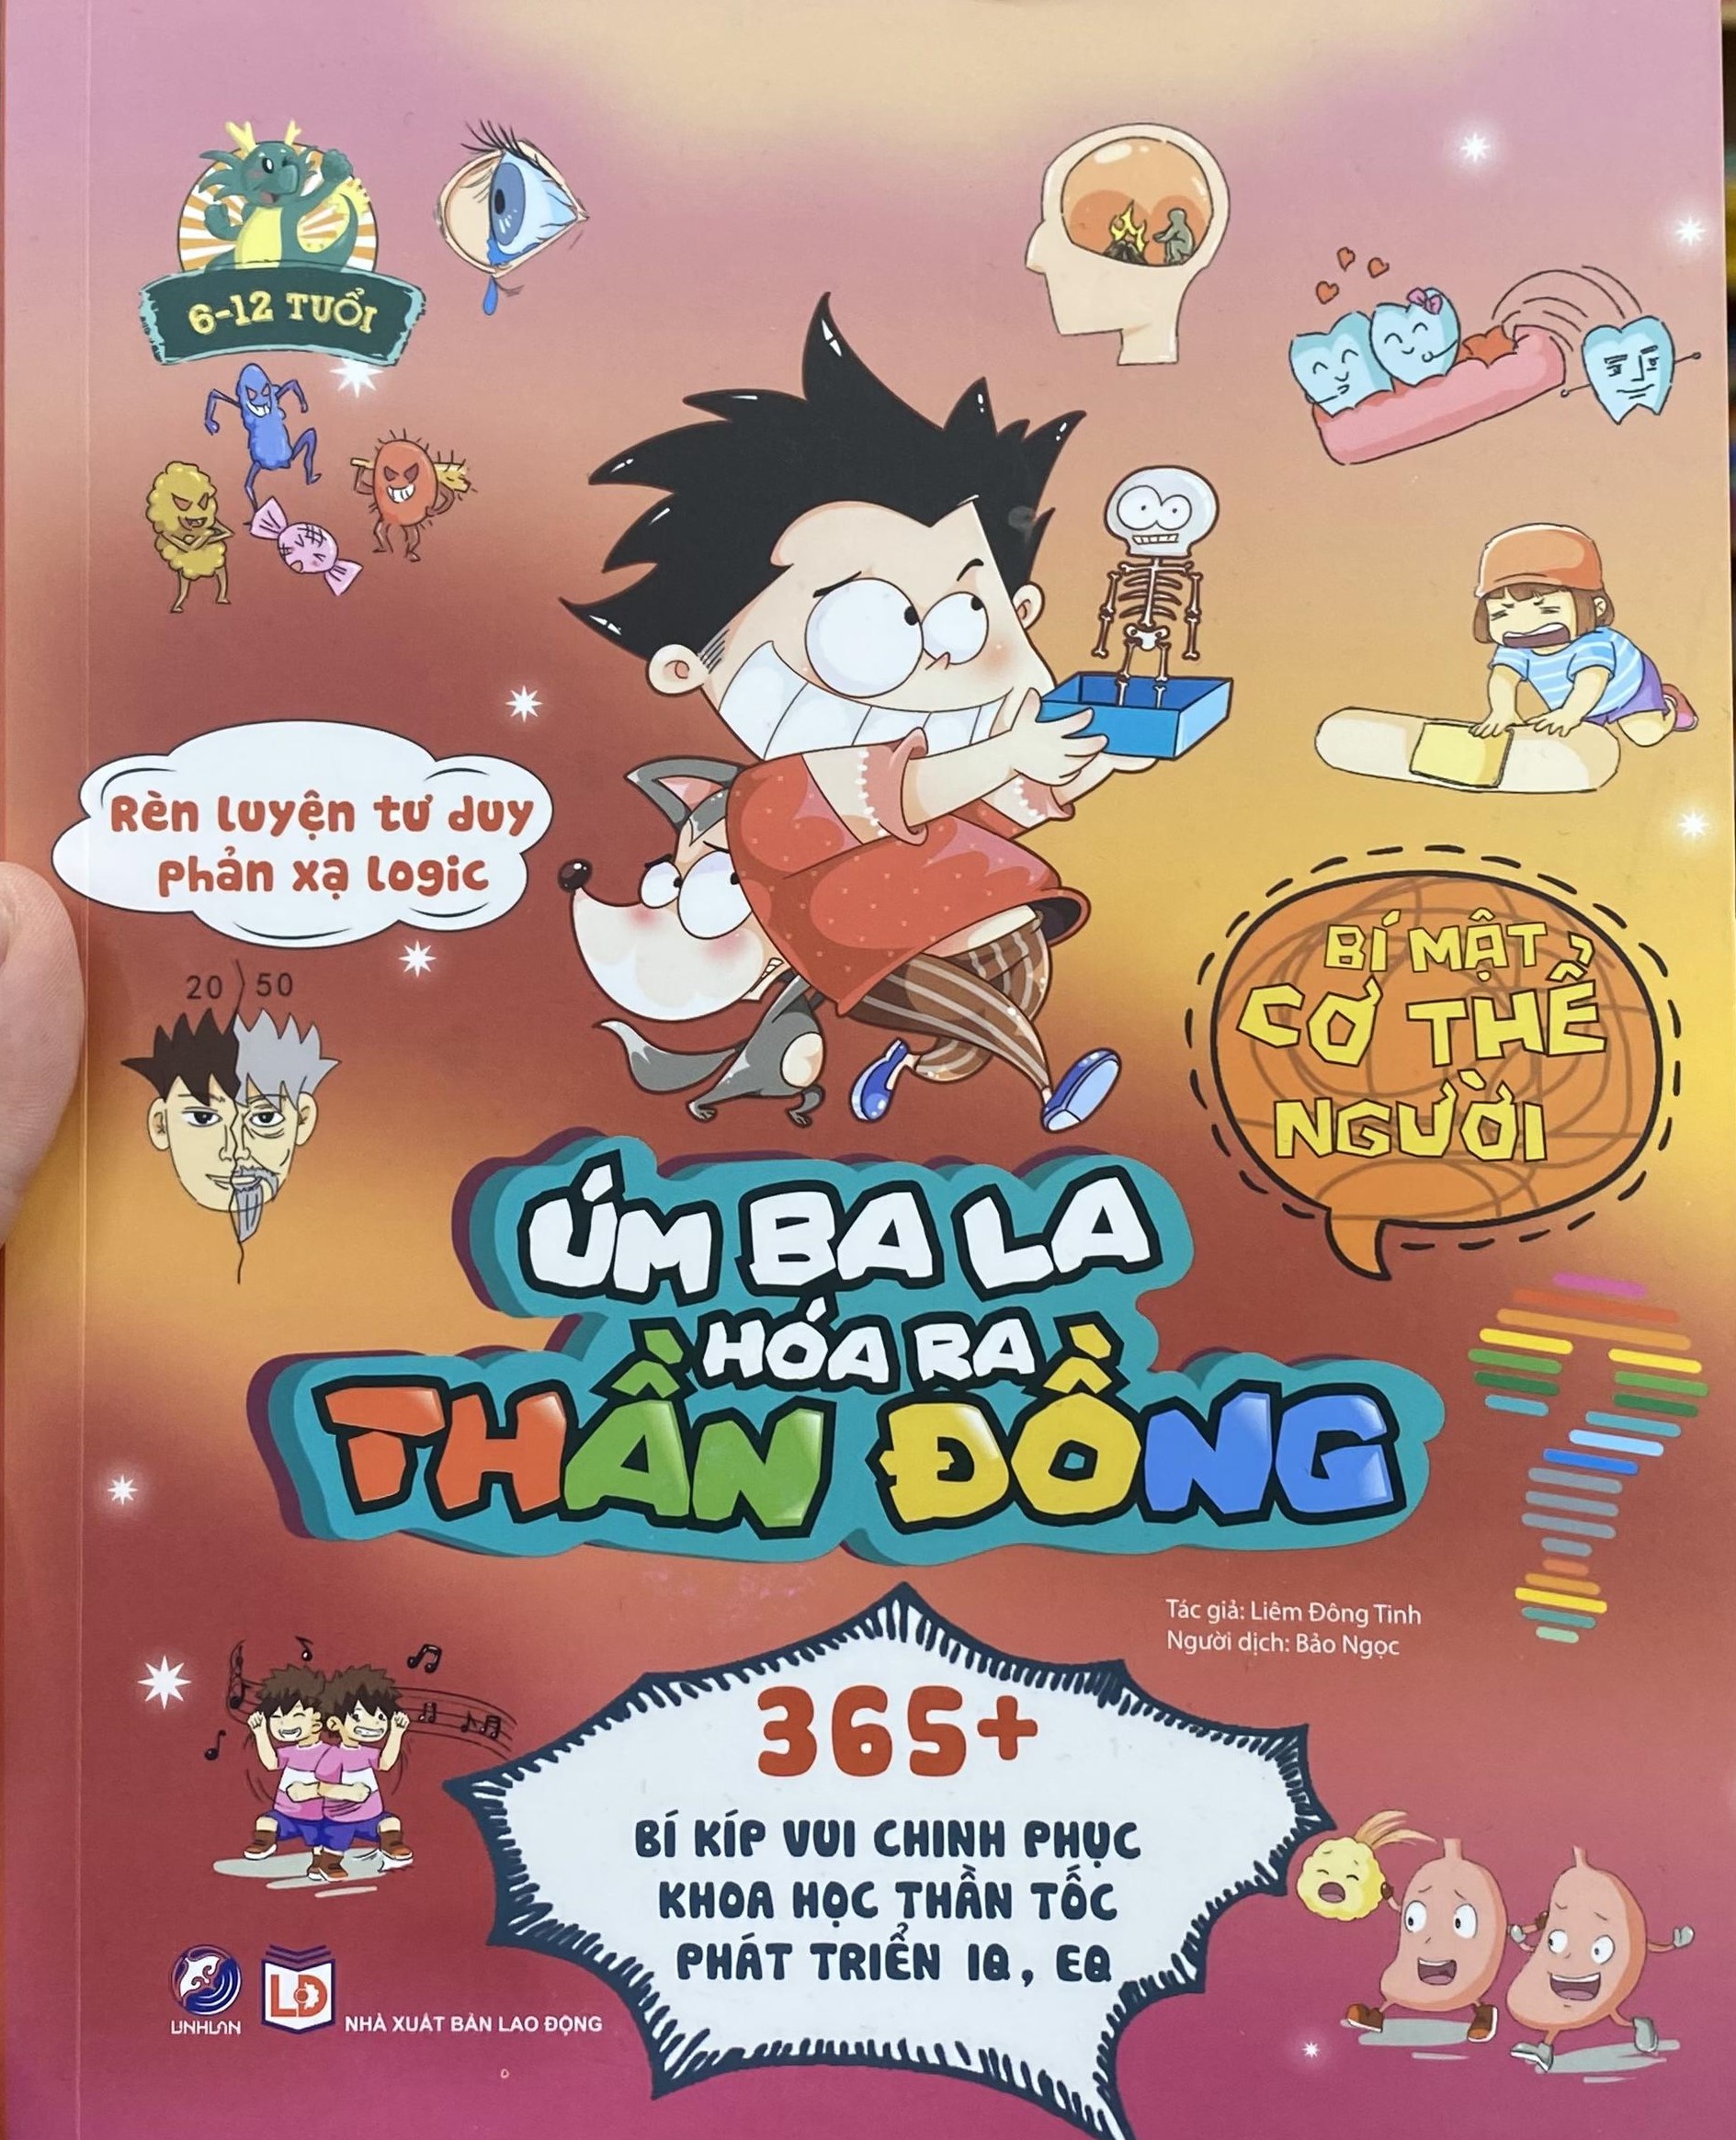 6-12 TUỔI
Rèn luyện tư duy
phản xạ logic
20 50
BÍ MẬT
CƠ THỂ
NGƯỜI
ÚM BA LA
HÓA RA
THẦN ĐỒNG
Tác giả: Liêm Đông Tinh
Người dịch: Bảo Ngọc
365+
BÍ KÍP VUI CHINH PHỤC
KHOA HỌC THẦN TỐC
PHÁT TRIỂN IQ, EQ
LINHLAN
LĐ
NHÀ XUẤT BẢN LAO ĐỘNG